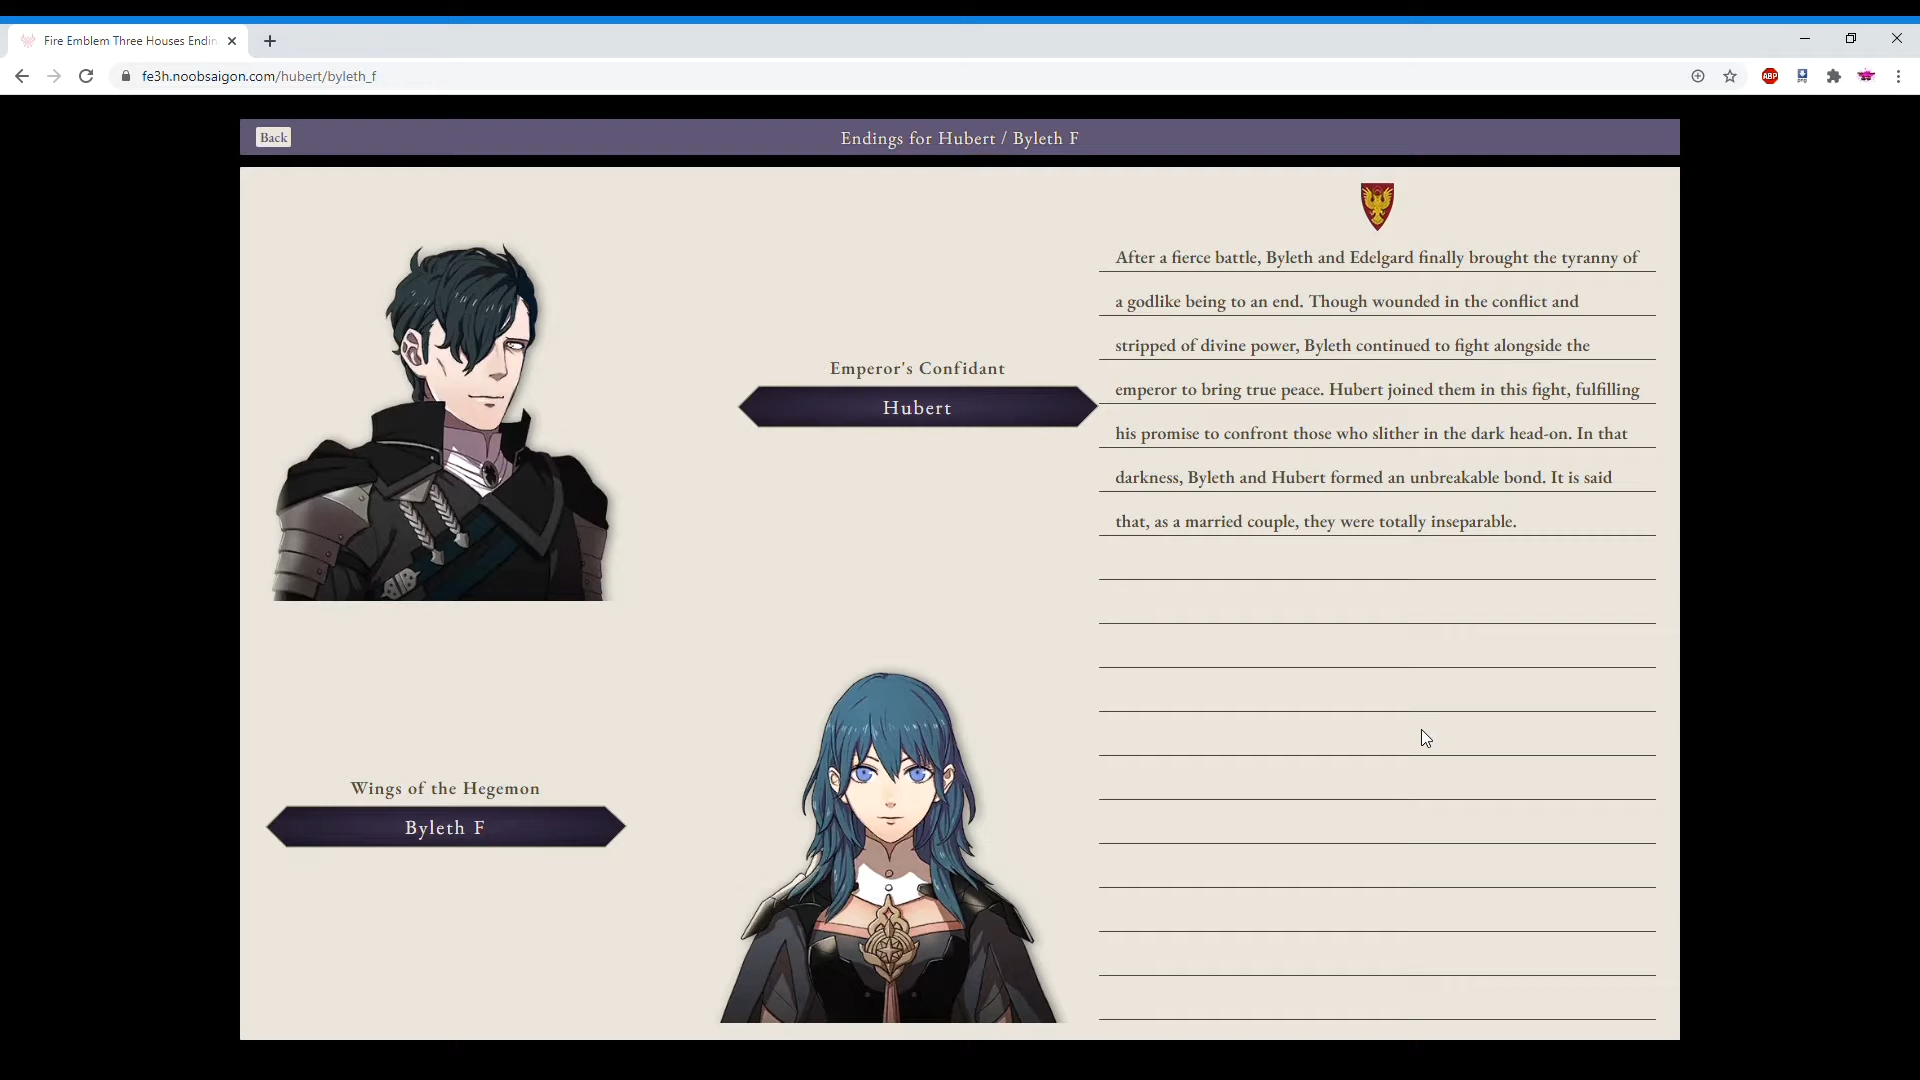 Fire Emblem Three Houses Endin
fe3h.noobsaigon.com/hubert/byleth_f
ABP
Back
Endings for Hubert / Byleth F
Emperor's Confidant
Hubert
Wings of the Hegemon
Byleth F
After a fierce battle, Byleth and Edelgard finally brought the tyranny of
a godlike being to an end. Though wounded in the conflict and
stripped of divine power, Byleth continued to fight alongside the
emperor to bring true peace. Hubert joined them in this fight, fulfilling
his promise to confront those who slither in the dark head-on. In that
darkness, Byleth and Hubert formed an unbreakable bond. It is said
that, as a married couple, they were totally inseparable.